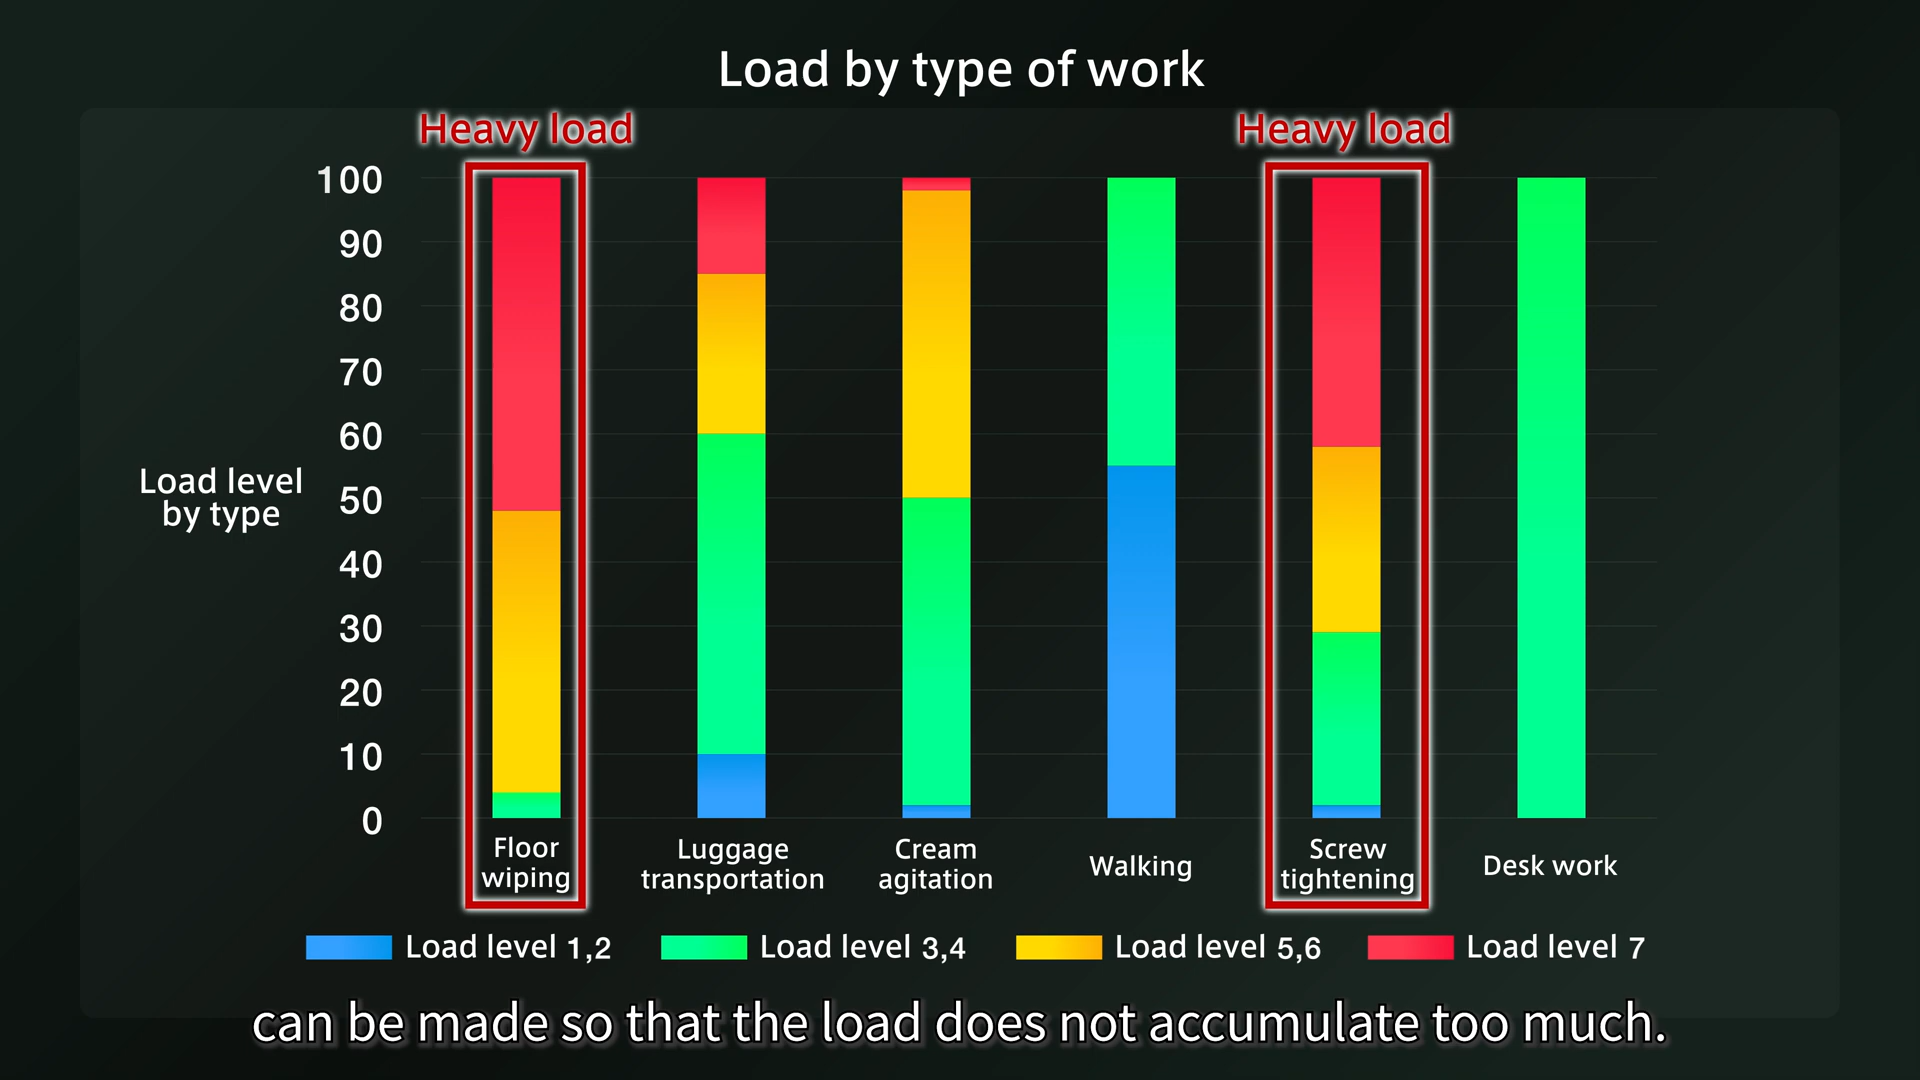 Load by type of work
Heavy load
Heavy load
100
90
80
70
60
50
40
30
20
10
0
Load level
by type
Floor
wiping
Luggage
transportation
Cream
agitation
Walking
Screw
tightening
Desk work
Load level 1,2
Load level 3,4
Load level 5,6
Load level 7
can be made so that the load does not accumulate too much.